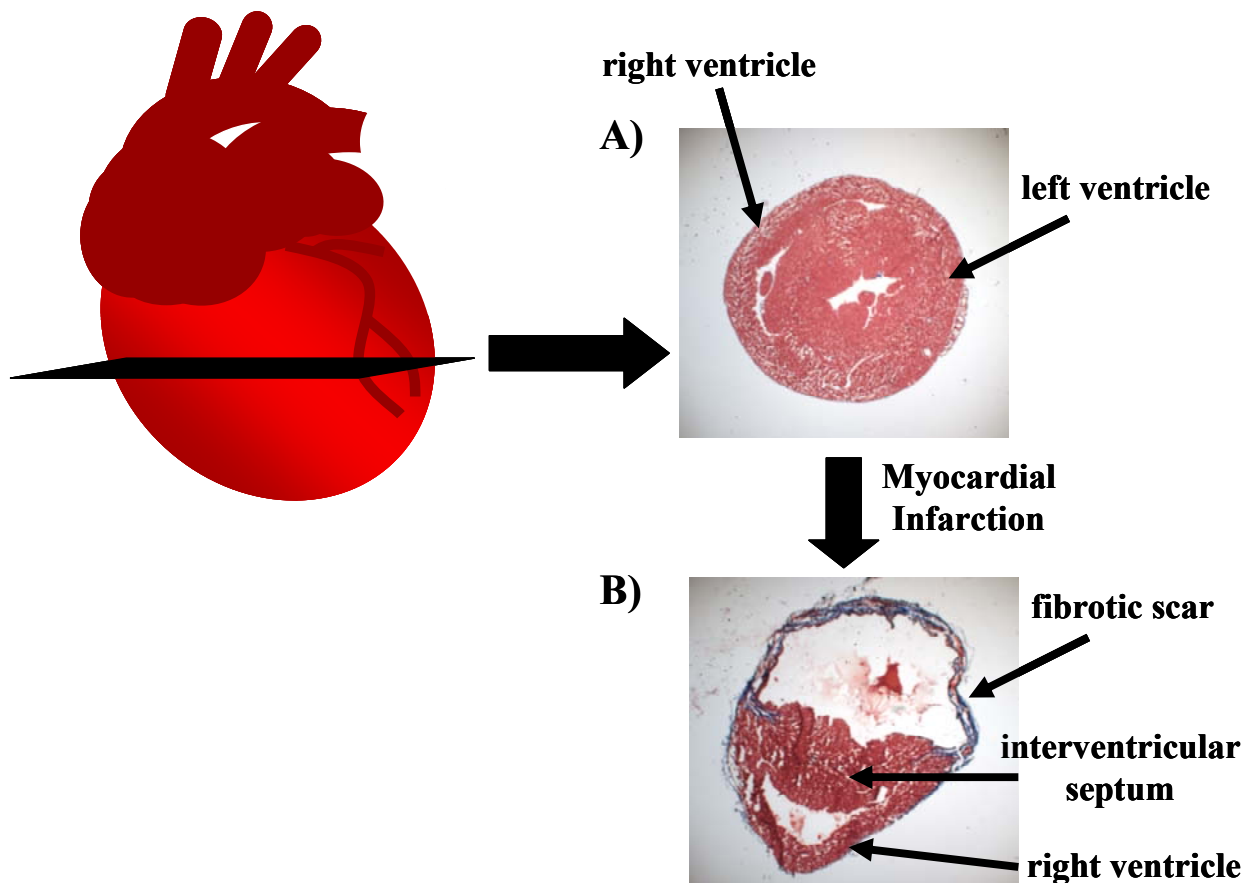 right ventricle
A)
left ventricle
Myocardial
Infarction
B)
fibrotic scar
interventricular
septum
right ventricle